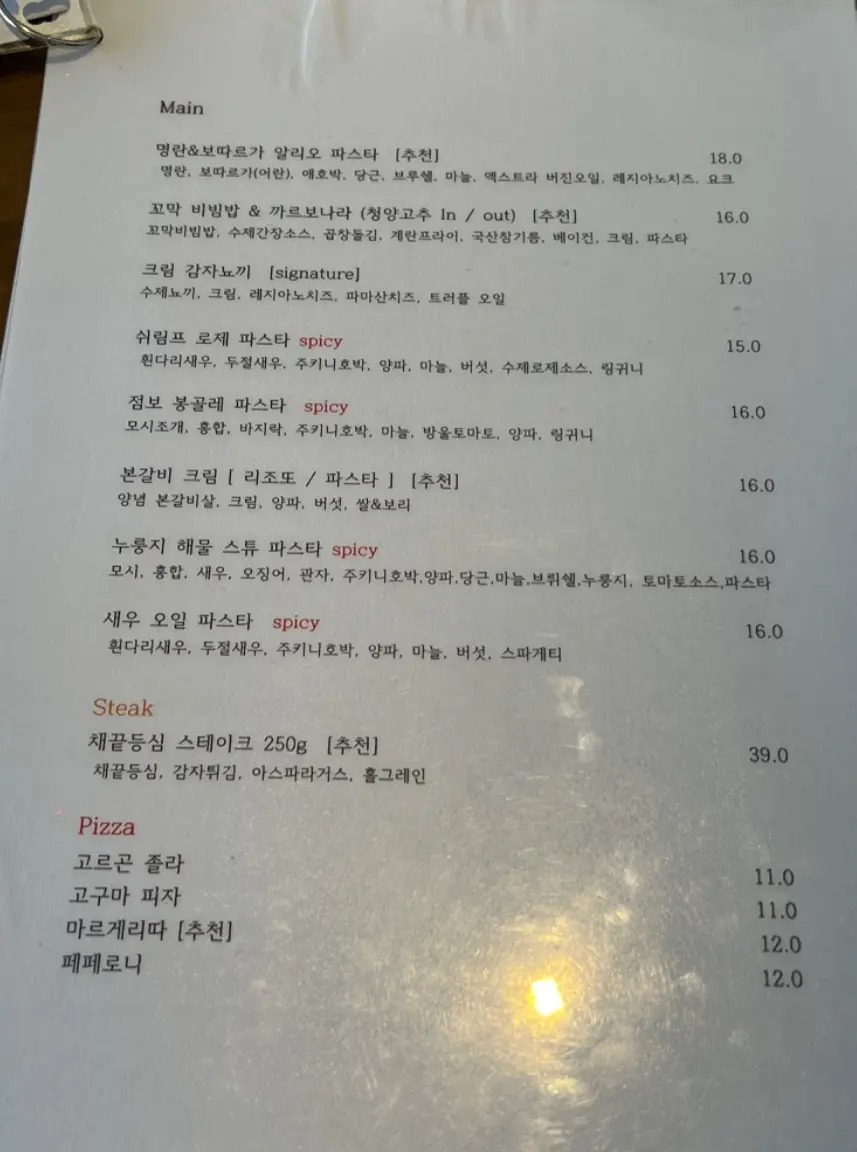 Main
명란&보따르가 알리오 파스타 [추천] 18.0
명란, 보따르가(어란), 애호박, 당근, 브루쉘, 마늘, 엑스트라 버진오일, 레지아노치즈, 요크
꼬막 비빔밥 & 까르보나라 (청양고추 In / out) [추천] 16.0
꼬막비빔밥, 수제간장소스, 곱창돌김, 계란프라이, 국산참기름, 베이컨, 크림, 파스타
크림 감자뇨끼 [signature] 17.0
수제뇨끼, 크림, 레지아노치즈, 파마산치즈, 트러플 오일
쉬림프 로제 파스타 spicy 15.0
흰다리새우, 두절새우, 주키니호박, 양파, 마늘, 버섯, 수제로제소스, 링귀니
점보 봉골레 파스타 spicy 16.0
모시조개, 홍합, 바지락, 주키니호박, 마늘, 방울토마토, 양파, 링귀니
본갈비 크림 [ 리조또 / 파스타 ] [추천] 16.0
양념 본갈비살, 크림, 양파, 버섯, 쌀&보리
누룽지 해물 스튜 파스타 spicy 16.0
모시, 홍합, 새우, 오징어, 관자, 주키니호박,양파,당근,마늘,브뤼쉘,누룽지, 토마토소스,파스타
새우 오일 파스타 spicy 16.0
흰다리새우, 두절새우, 주키니호박, 양파, 마늘, 버섯, 스파게티
Steak
채끝등심 스테이크 250g [추천] 39.0
채끝등심, 감자튀김, 아스파라거스, 홀그레인
Pizza
고르곤 졸라 11.0
고구마 피자 11.0
마르게리따 [추천] 12.0
페페로니 12.0